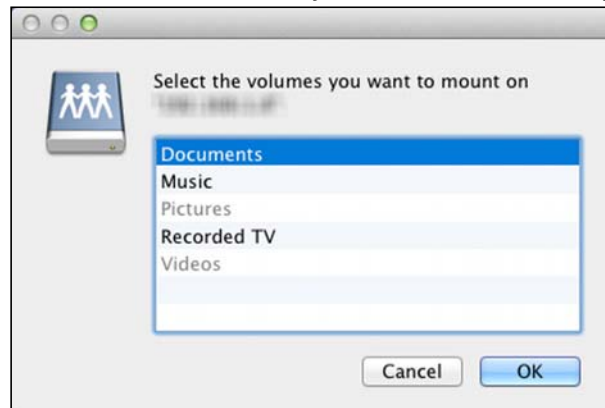 Select the volumes you want to mount on
Documents
Music
Pictures
Recorded TV
Videos
Cancel
OK